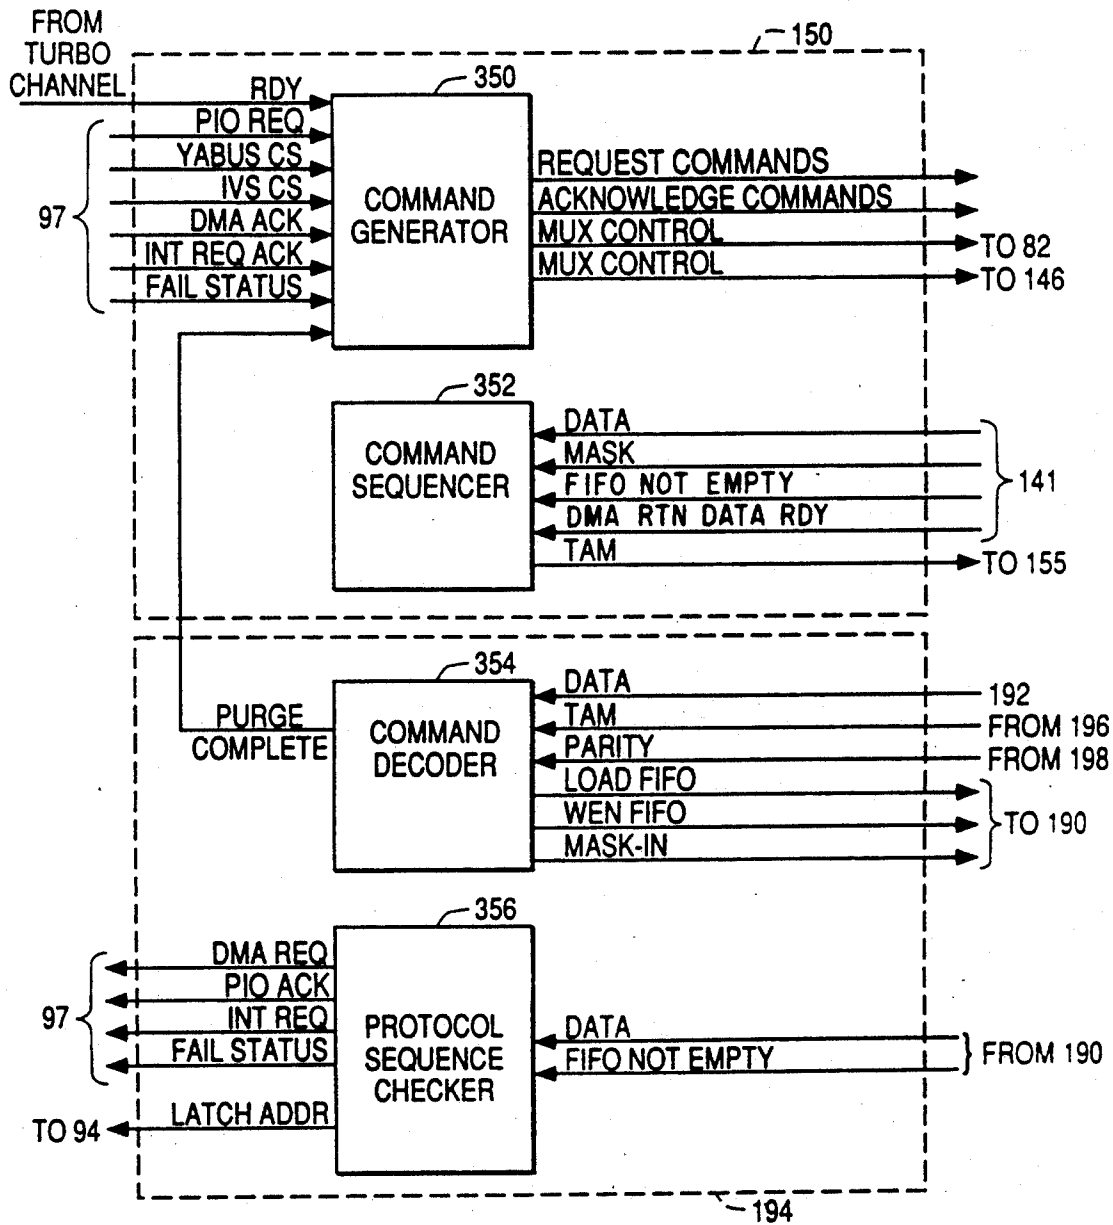 FROM
TURBO
CHANNEL
150
RDY
350
PIO REQ
YABUS CS
IVS CS
97
DMA ACK
INT REQ ACK
FAIL STATUS
COMMAND
GENERATOR
REQUEST COMMANDS
ACKNOWLEDGE COMMANDS
MUX CONTROL
TO 82
MUX CONTROL
TO 146
352
COMMAND
SEQUENCER
DATA
MASK
FIFO NOT EMPTY
141
DMA RTN DATA RDY
TAM
TO 155
354
PURGE
COMPLETE
COMMAND
DECODER
DATA
192
TAM
FROM 196
PARITY
FROM 198
LOAD FIFO
WEN FIFO
TO 190
MASK-IN
356
DMA REQ
PIO ACK
97
INT REQ
FAIL STATUS
LATCH ADDR
TO 94
PROTOCOL
SEQUENCE
CHECKER
DATA
FIFO NOT EMPTY
FROM 190
194